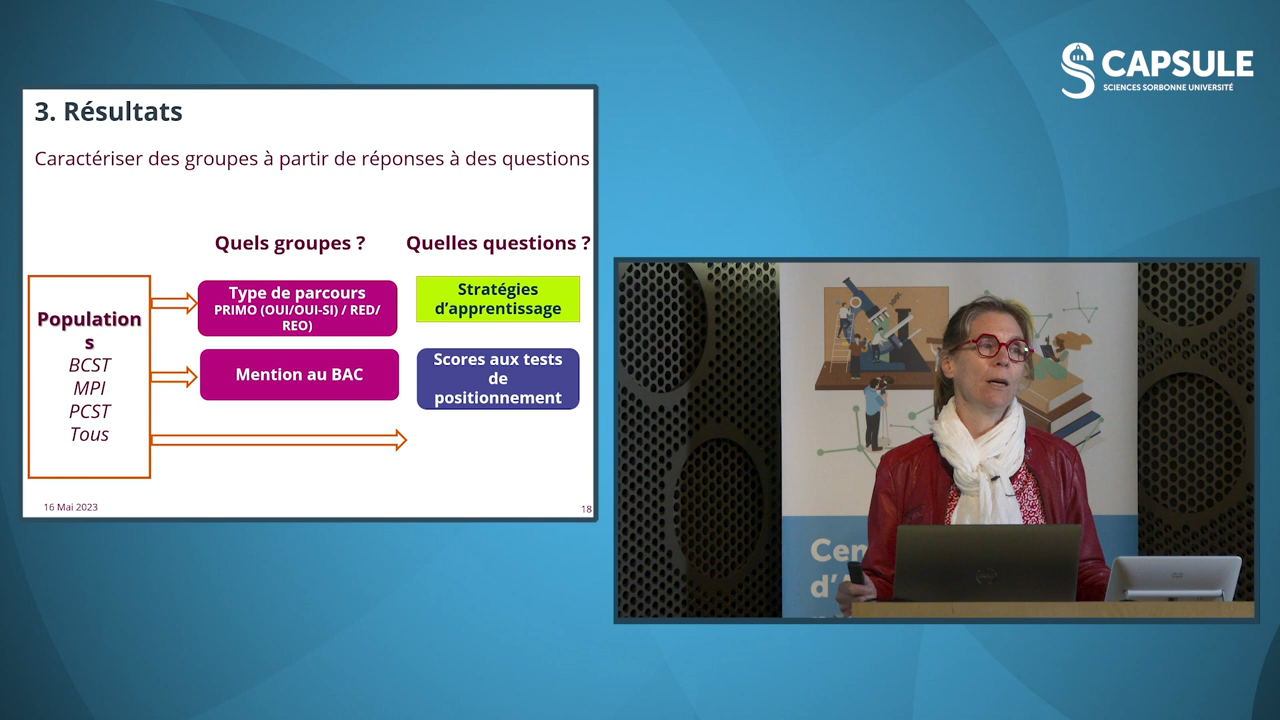 CAPSULE
SCIENCES SORBONNE UNIVERSITÉ
3. Résultats
Caractériser des groupes à partir de réponses à des questions
Quels groupes ?
Quelles questions ?
Population
s
BCST
MPI
PCST
Tous
Type de parcours
PRIMO (OUI/OUI-SI) / RED/
REO)
Mention au BAC
Stratégies
d’apprentissage
Scores aux tests
de
positionnement
16 Mai 2023
18
Cen
d’A